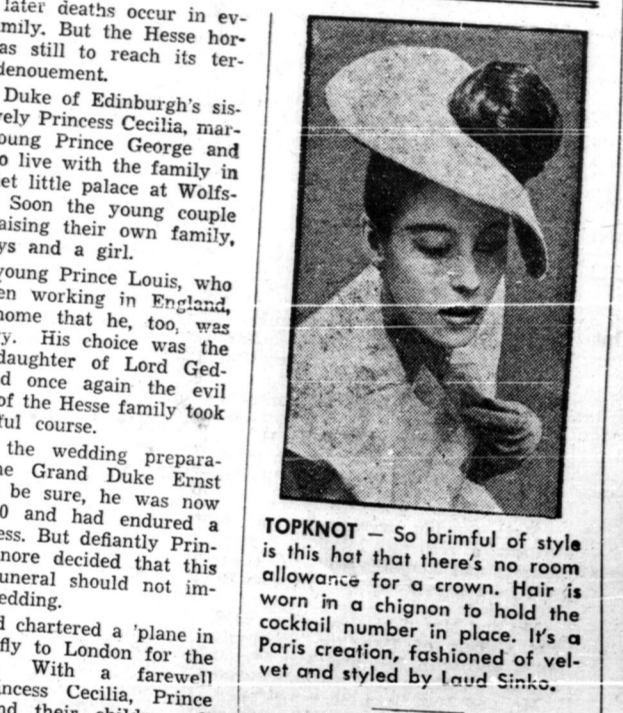 later deaths occur in ev-
mily. But the Hesse hor-
as still to reach its ter-
denouement.
Duke of Edinburgh's sis-
vely Princess Cecilia, mar-
oung Prince George and
o live with the family in
et little palace at Wolfs-
Soon the young couple
aising their own family,
ys and a girl.
young Prince Louis, who
en working in England,
home that he, too, was
y. His choice was the
daughter of Lord Ged-
d once again the evil
of the Hesse family took
ful course.
the wedding prepara-
he Grand Duke Ernst
be sure, he was now
0 and had endured a
ess. But defiantly Prin-
nore decided that this
uneral should not im-
edding.
d chartered a 'plane in
fly to London for the
With a farewell
incess Cecilia, Prince
nd their
TOPKNOT — So brimful of style
is this hat that there's no room
allowance for a crown. Hair is
worn in a chignon to hold the
cocktail number in place. It's a
Paris creation, fashioned of vel-
vet and styled by Laud Sinko.